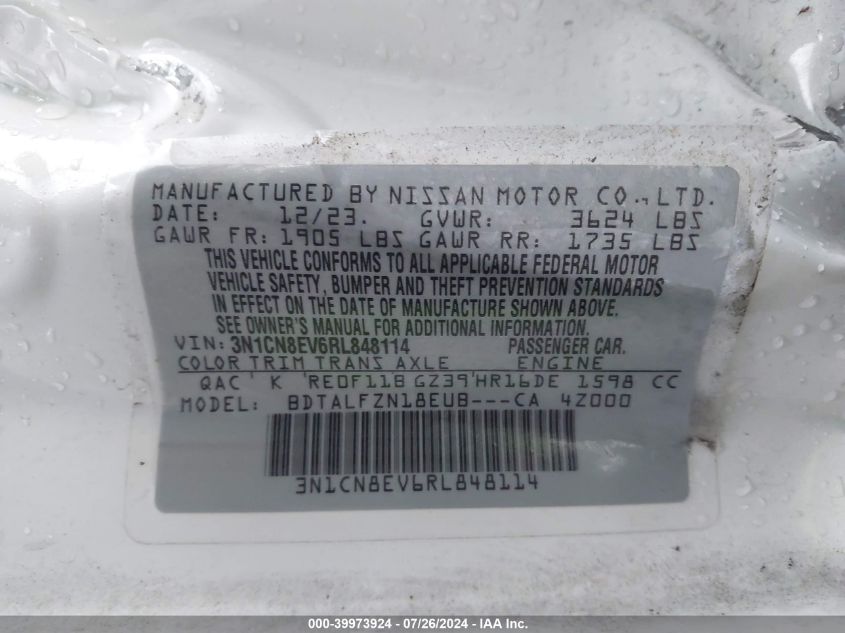 MANUFACTURED BY NISSAN MOTOR CO., LTD.
DATE: 12/23. GVWR: 3624 LBS
GAWR FR: 1905 LBS GAWR RR: 1735 LBS
THIS VEHICLE CONFORMS TO ALL APPLICABLE FEDERAL MOTOR
VEHICLE SAFETY, BUMPER AND THEFT PREVENTION STANDARDS
IN EFFECT ON THE DATE OF MANUFACTURE SHOWN ABOVE.
SEE OWNER'S MANUAL FOR ADDITIONAL INFORMATION.
VIN: 3N1CN8EV6RL848114 PASSENGER CAR.
COLOR TRIM TRANS AXLE ENGINE
QAC' K 'RE0F11B GZ39'HR16DE 1598 CC
MODEL: BDTALFZN18EUB---CA 4Z000
3N1CN8EV6RL848114
000-39973924 - 07/26/2024 - IAA Inc.